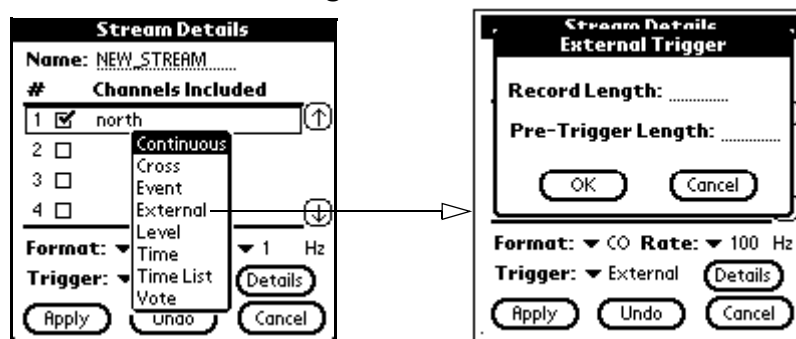 Stream Details
Name: NEW_STREAM
# Channels Included
1 north
2
3
4
Continuous
Cross
Event
External
Level
Time
Time List
Vote
Format: 1 Hz
Trigger: Details
Apply Undo Cancel
Stream Details
External Trigger
Record Length:
Pre-Trigger Length:
OK Cancel
Format: CO Rate: 100 Hz
Trigger: External Details
Apply Undo Cancel